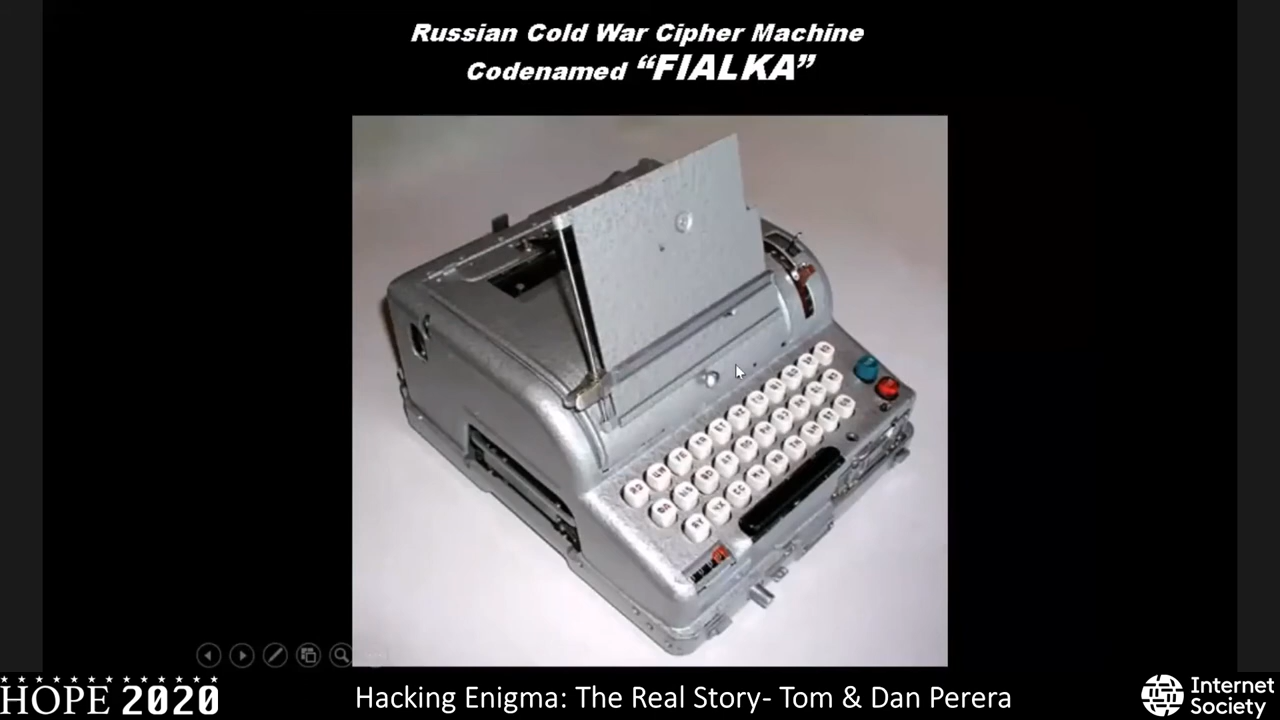 Russian Cold War Cipher Machine
Codenamed “FIALKA”
HOPE 2020
Hacking Enigma: The Real Story- Tom & Dan Perera
Internet
Society